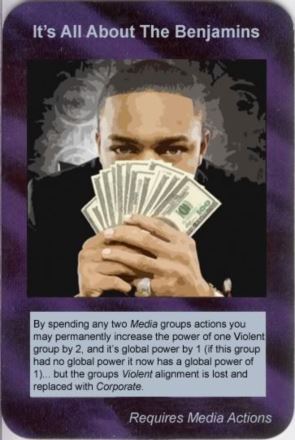 It's All About The Benjamins
By spending any two Media groups actions you
may permanently increase the power of one Violent
group by 2, and it's global power by 1 (if this group
had no global power it now has a global power of
1)... but the groups Violent alignment is lost and
replaced with Corporate.
Requires Media Actions